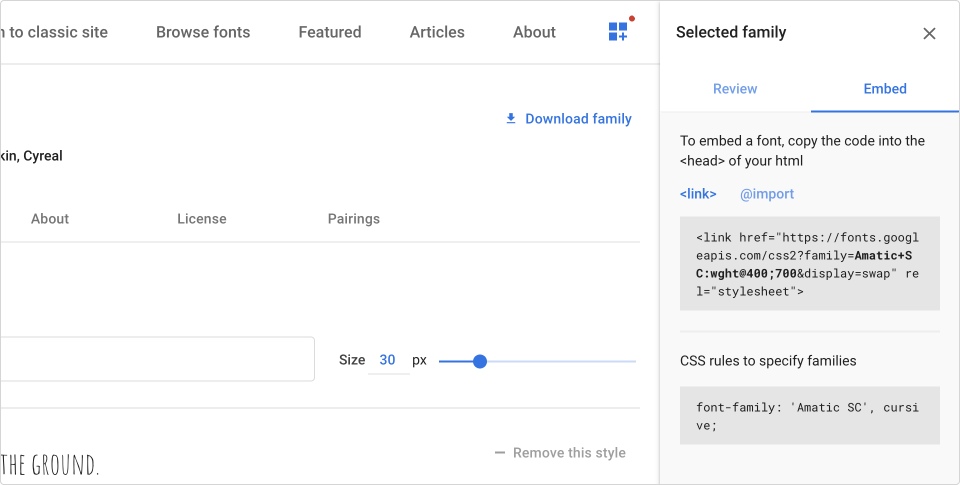 to classic site Browse fonts Featured Articles About
Download family
kin, Cyreal
About License Pairings
Size 30 px
THE GROUND.
Remove this style
Selected family
Review Embed
To embed a font, copy the code into the
<head> of your html
<link> @import
<link href="https://fonts.googl
eapis.com/css2?family=Amatic+S
C:wght@400;700&display=swap" re
l="stylesheet">
CSS rules to specify families
font-family: 'Amatic SC', cursi
ve;